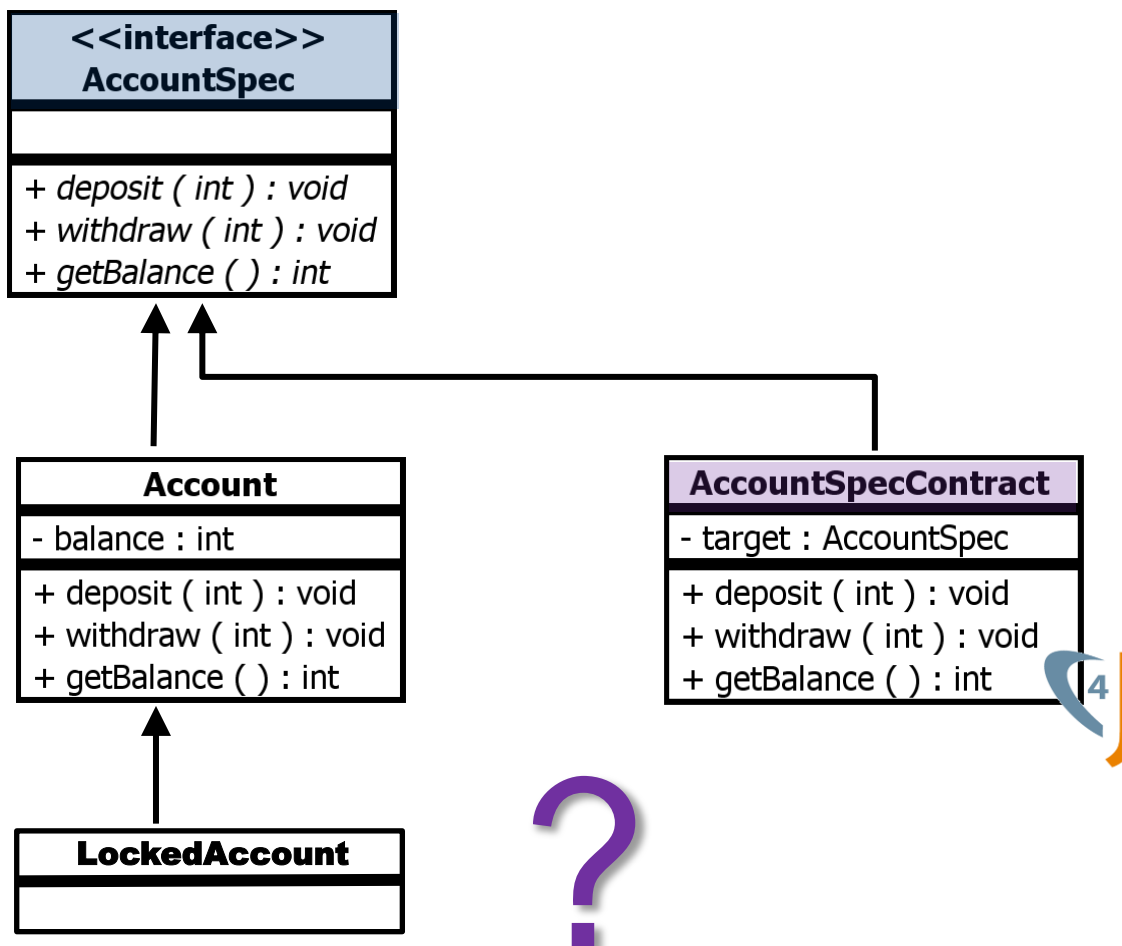 <<interface>>
AccountSpec
+ deposit ( int ) : void
+ withdraw ( int ) : void
+ getBalance ( ) : int
Account
- balance : int
+ deposit ( int ) : void
+ withdraw ( int ) : void
+ getBalance ( ) : int
AccountSpecContract
- target : AccountSpec
+ deposit ( int ) : void
+ withdraw ( int ) : void
+ getBalance ( ) : int
4
LockedAccount
?